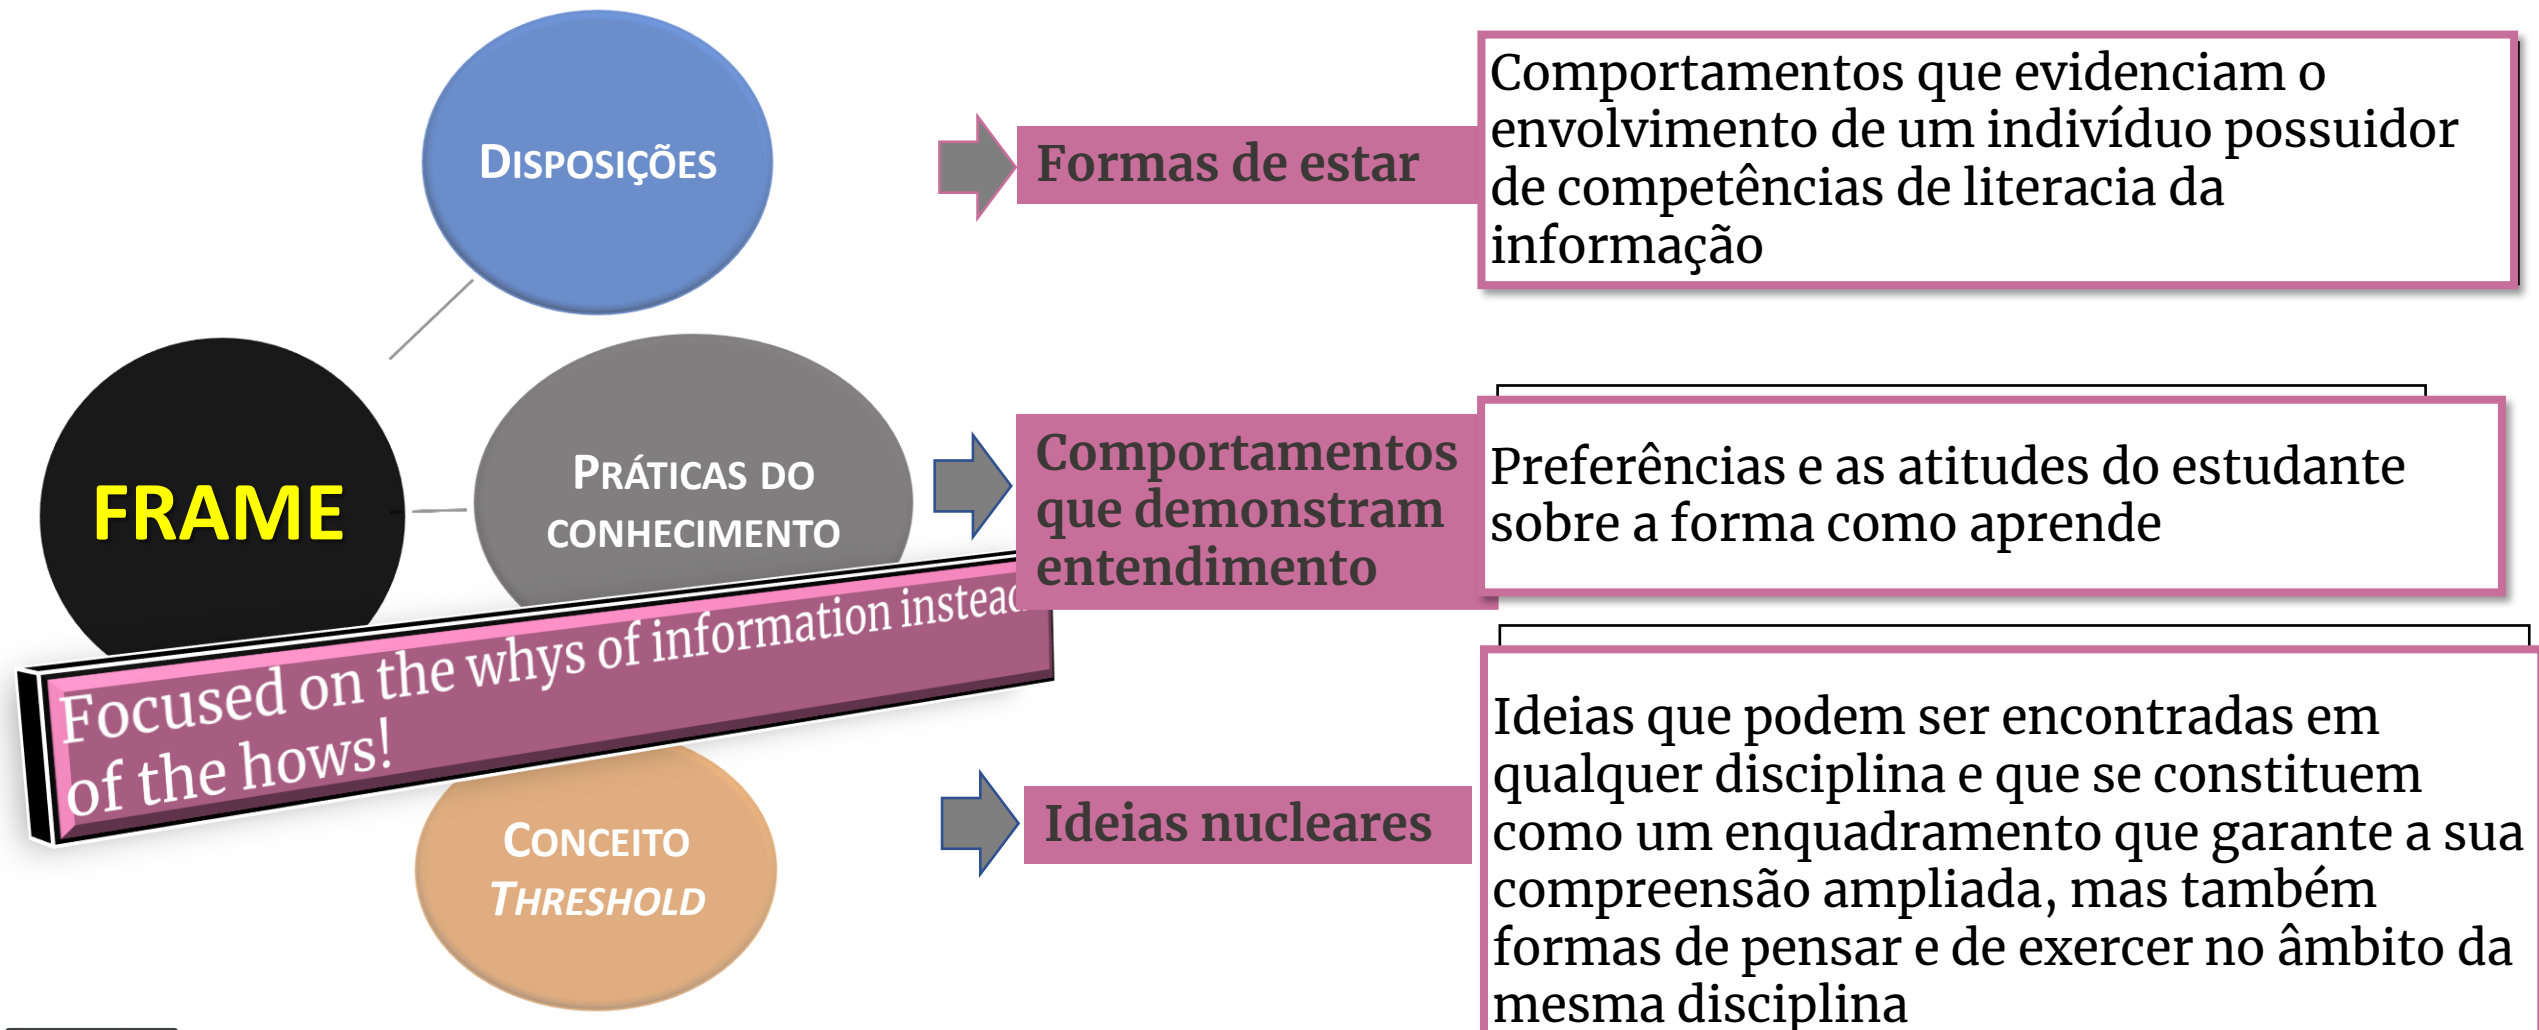 DISPOSIÇÕES
Formas de estar
Comportamentos que evidenciam o
envolvimento de um indivíduo possuidor
de competências de literacia da
informação
FRAME
PRÁTICAS DO
CONHECIMENTO
Comportamentos
que demonstram
entendimento
Preferências e as atitudes do estudante
sobre a forma como aprende
Focused on the whys of information instead
of the hows!
CONCEITO
THRESHOLD
Ideias nucleares
Ideias que podem ser encontradas em
qualquer disciplina e que se constituem
como um enquadramento que garante a sua
compreensão ampliada, mas também
formas de pensar e de exercer no âmbito da
mesma disciplina